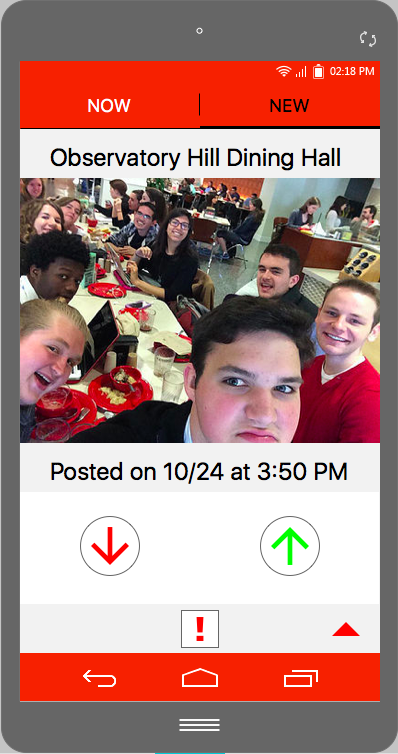 02:18 PM
NOW NEW
Observatory Hill Dining Hall
Posted on 10/24 at 3:50 PM
!